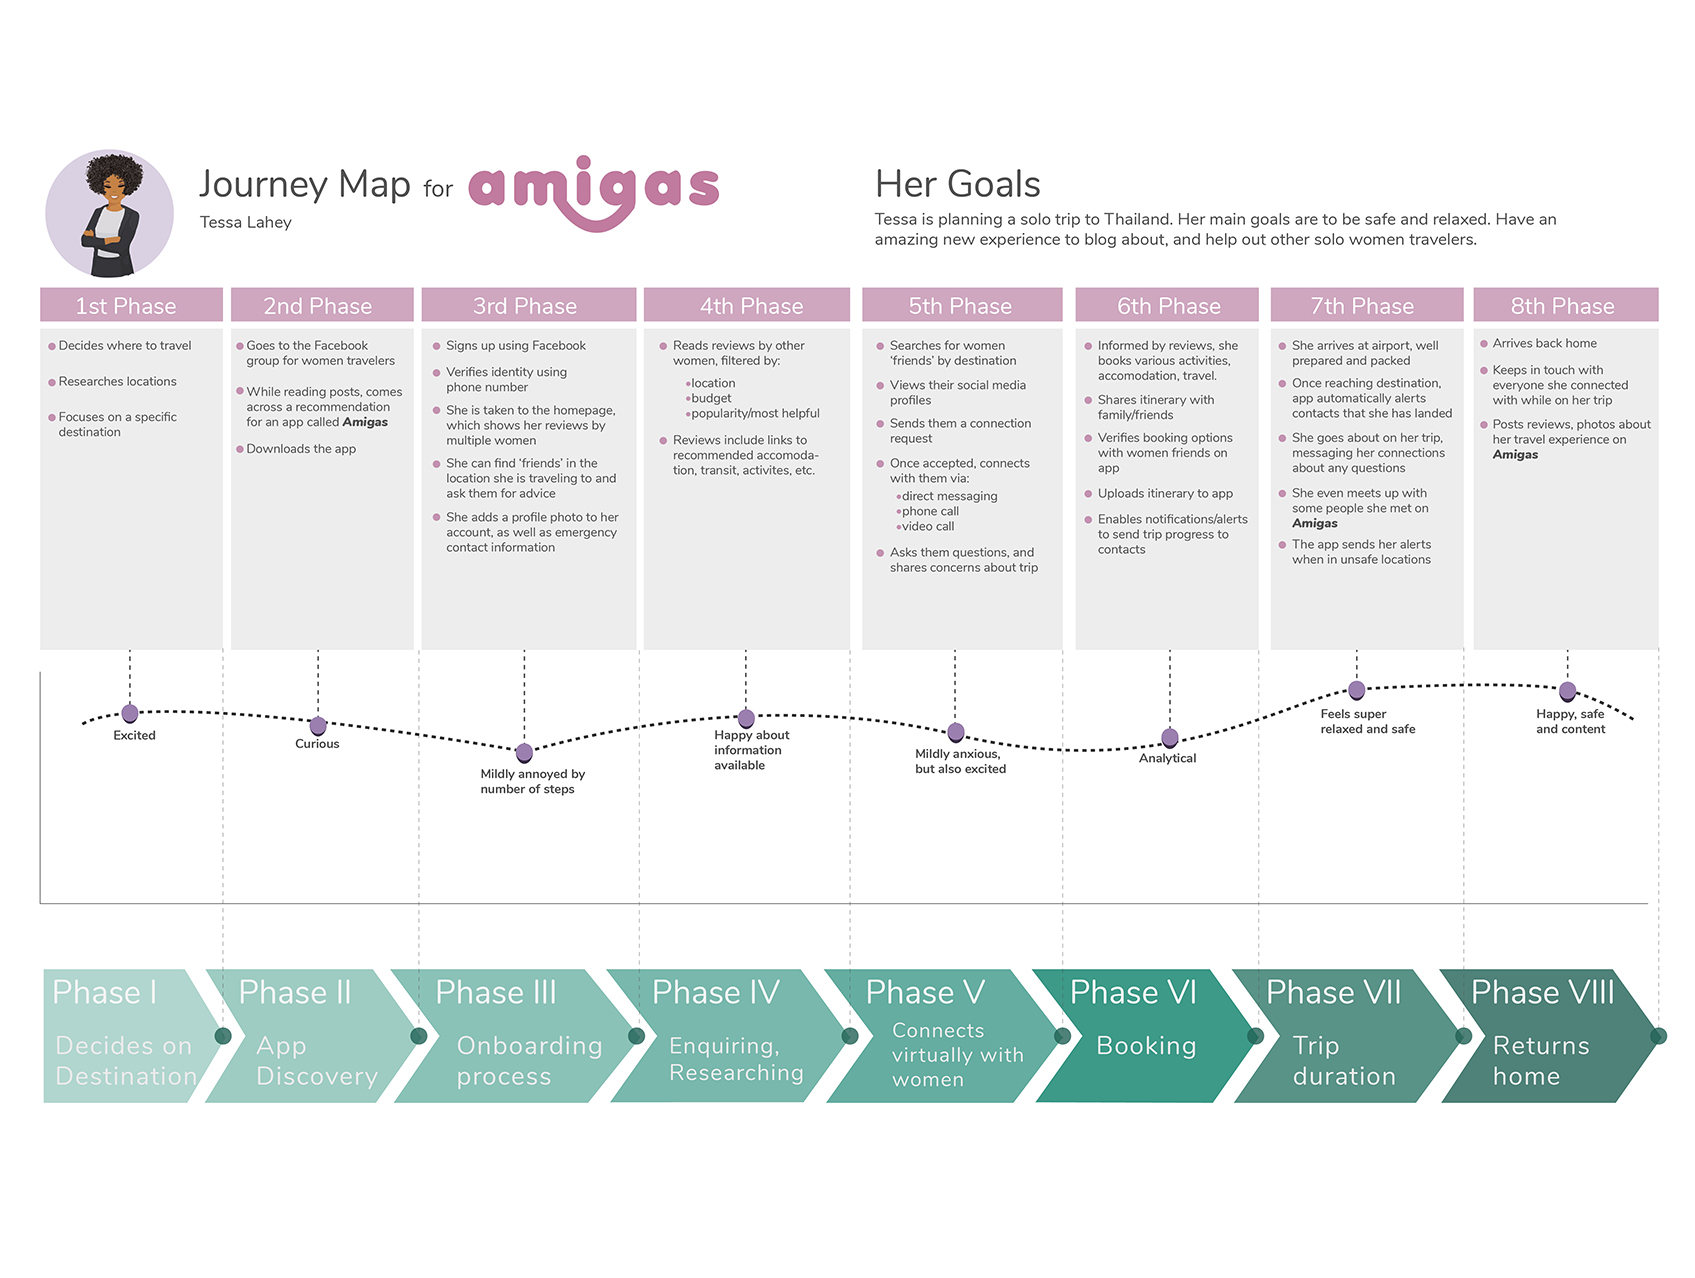 Journey Map for amigas
Tessa Lahey
Her Goals
Tessa is planning a solo trip to Thailand. Her main goals are to be safe and relaxed. Have an
amazing new experience to blog about, and help out other solo women travelers.
1st Phase
Decides where to travel
Researches locations
Focuses on a specific
destination
2nd Phase
Goes to the Facebook
group for women travelers
While reading posts, comes
across a recommendation
for an app called Amigas
Downloads the app
3rd Phase
Signs up using Facebook
Verifies identity using
phone number
She is taken to the homepage,
which shows her reviews by
multiple women
She can find ‘friends’ in the
location she is traveling to and
ask them for advice
She adds a profile photo to her
account, as well as emergency
contact information
4th Phase
Reads reviews by other
women, filtered by:
location
budget
popularity/most helpful
Reviews include links to
recommended accomoda-
tion, transit, activites, etc.
5th Phase
Searches for women
‘friends’ by destination
Views their social media
profiles
Sends them a connection
request
Once accepted, connects
with them via:
direct messaging
phone call
video call
Asks them questions, and
shares concerns about trip
6th Phase
Informed by reviews, she
books various activities,
accomodation, travel.
Shares itinerary with
family/friends
Verifies booking options
with women friends on
app
Uploads itinerary to app
Enables notifications/alerts
to send trip progress to
contacts
7th Phase
She arrives at airport, well
prepared and packed
Once reaching destination,
app automatically alerts
contacts that she has landed
She goes about on her trip,
messaging her connections
about any questions
She even meets up with
some people she met on
Amigas
The app sends her alerts
when in unsafe locations
8th Phase
Arrives back home
Keeps in touch with
everyone she connected
with while on her trip
Posts reviews, photos about
her travel experience on
Amigas
Excited
Curious
Mildly annoyed by
number of steps
Happy about
information
available
Mildly anxious,
but also excited
Analytical
Feels super
relaxed and safe
Happy, safe
and content
Phase I
Decides on
Destination
Phase II
App
Discovery
Phase III
Onboarding
process
Phase IV
Enquiring,
Researching
Phase V
Connects
virtually with
women
Phase VI
Booking
Phase VII
Trip
duration
Phase VIII
Returns
home